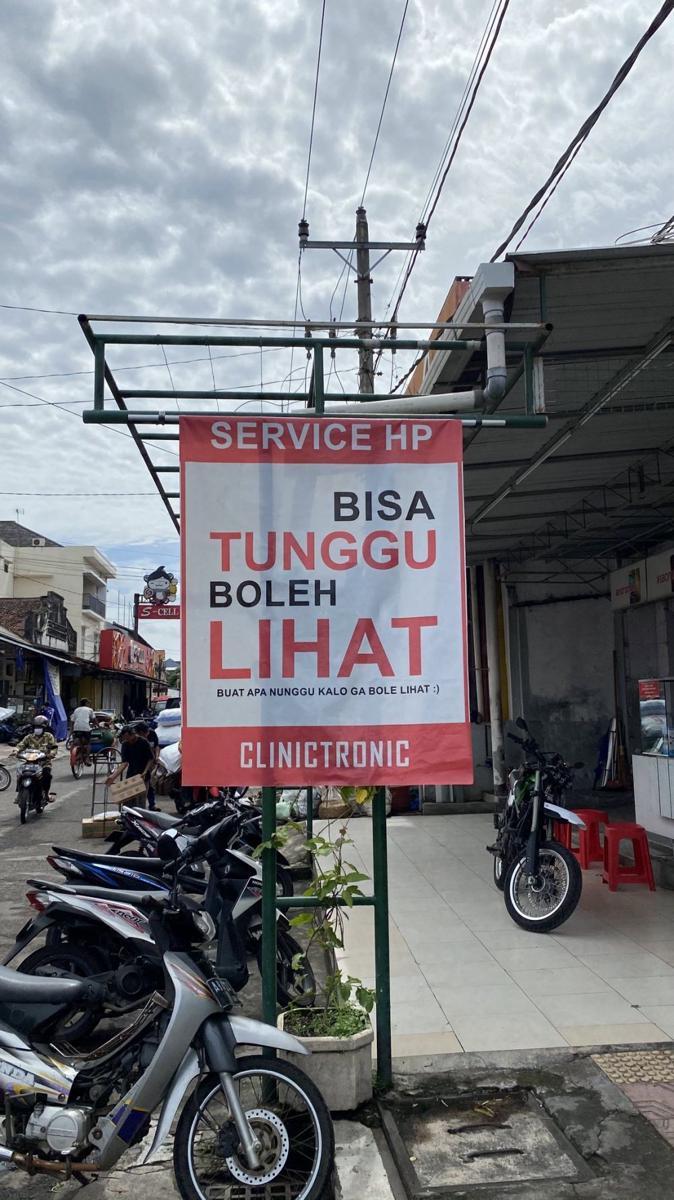 SERVICE HP
BISA
TUNGGU
BOLEH
LIHAT
BUAT APA NUNGGU KALO GA BOLE LIHAT :)
CLINICTRONIC
S-CELL